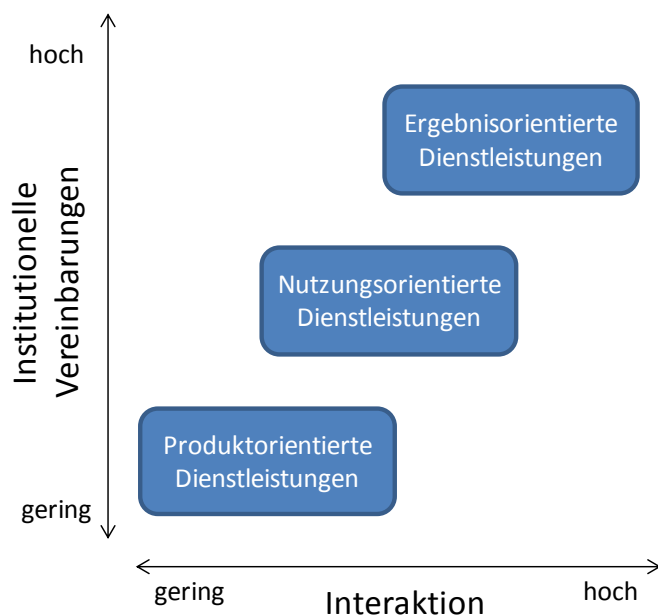 hoch
Ergebnisorientierte
Dienstleistungen
Institutionelle
Vereinbarungen
Nutzungsorientierte
Dienstleistungen
Produktorientierte
Dienstleistungen
gering
gering
Interaktion
hoch